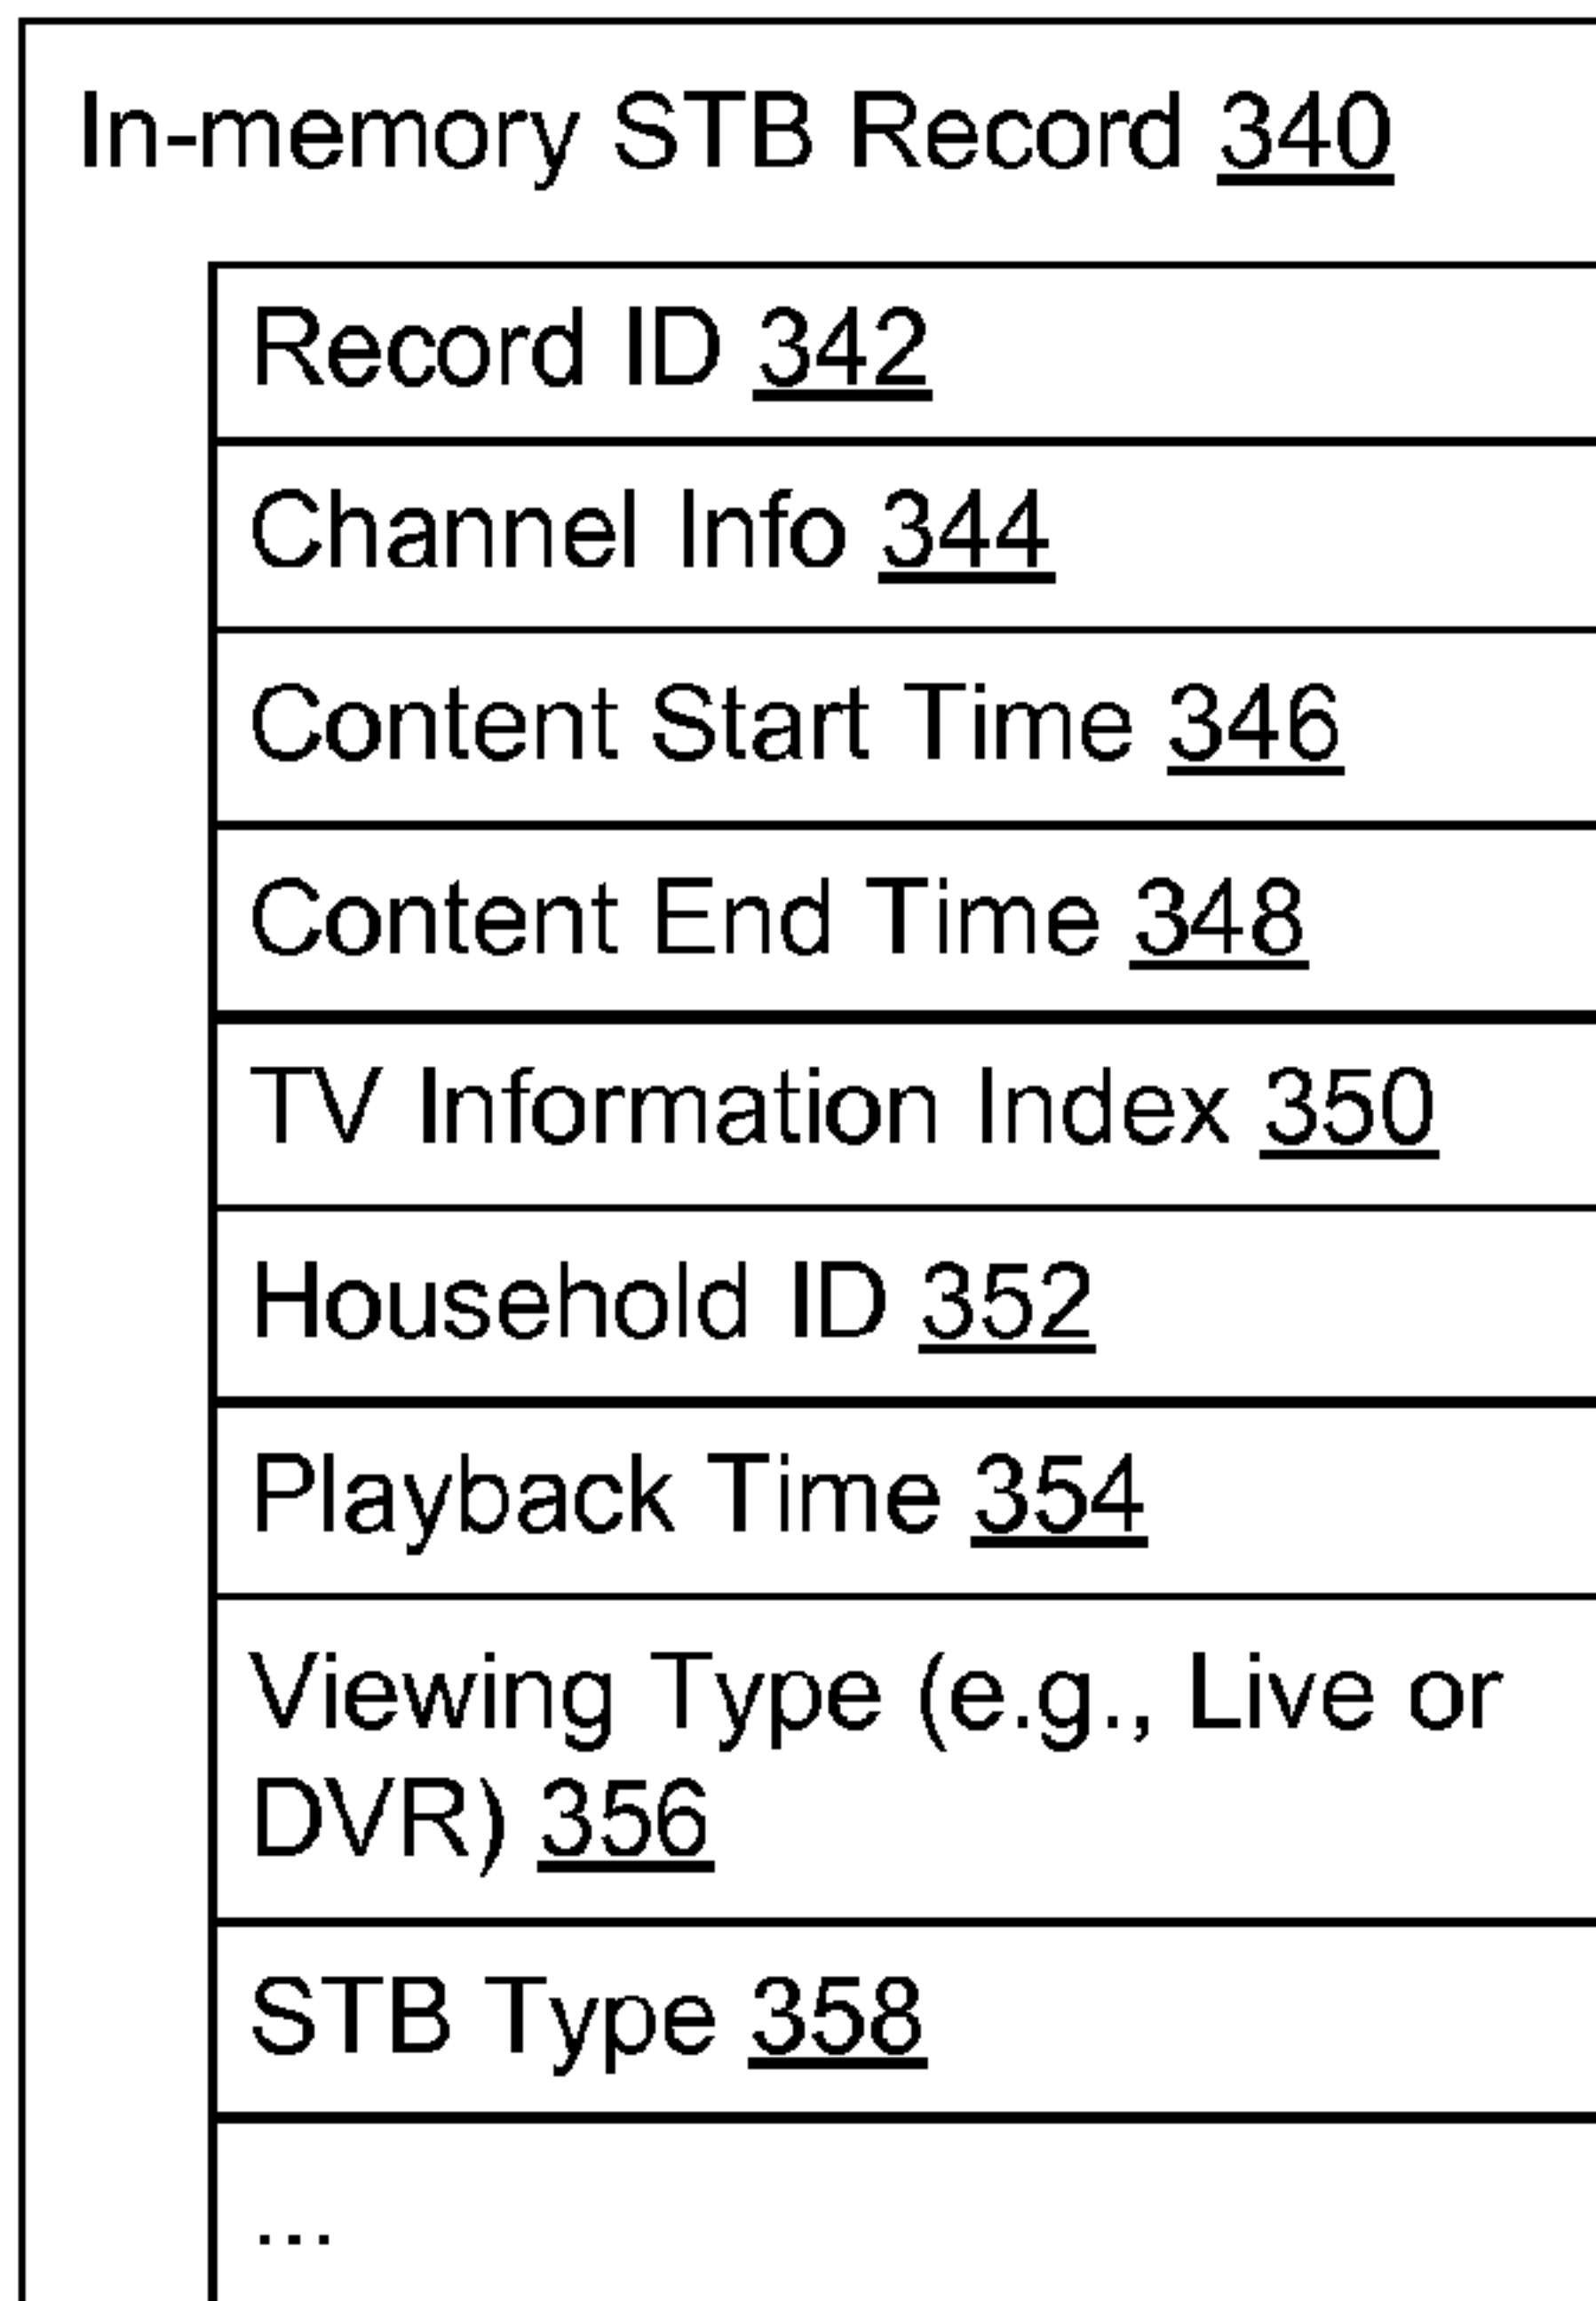 In-memory STB Record 340
Record ID 342
Channel Info 344
Content Start Time 346
Content End Time 348
TV Information Index 350
Household ID 352
Playback Time 354
Viewing Type (e.g., Live or
DVR) 356
STB Type 358
...